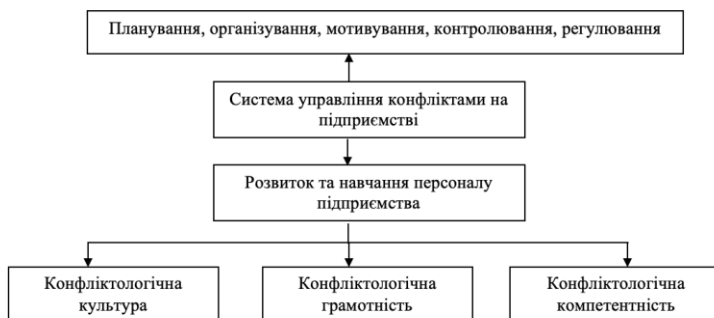 Планування, організування, мотивування, контролювання, регулювання
Система управління конфліктами на
підприємстві
Розвиток та навчання персоналу
підприємства
Конфліктологічна
культура
Конфліктологічна
грамотність
Конфліктологічна
компетентність